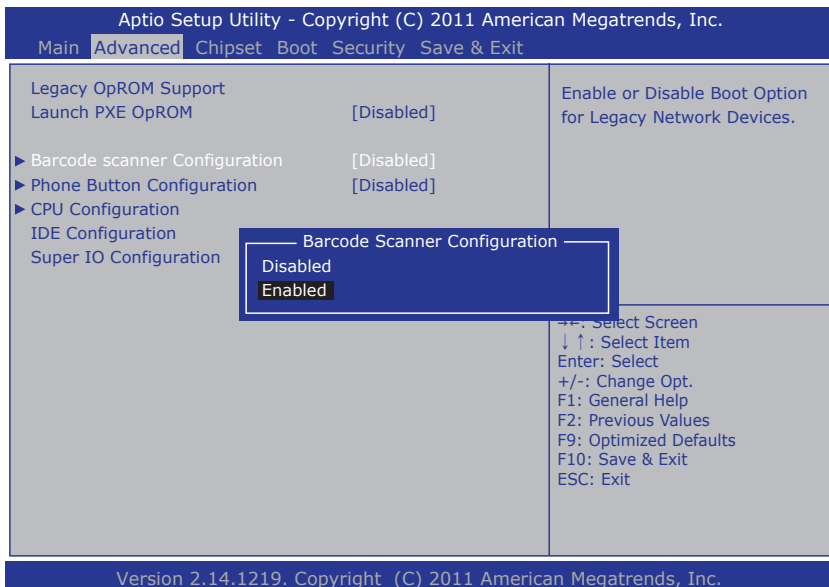 Aptio Setup Utility - Copyright (C) 2011 American Megatrends, Inc.
Main Advanced Chipset Boot Security Save & Exit
Legacy OpROM Support
Launch PXE OpROM [Disabled]
▶ Barcode scanner Configuration [Disabled]
▶ Phone Button Configuration [Disabled]
▶ CPU Configuration
IDE Configuration
Super IO Configuration
Barcode Scanner Configuration
Disabled
Enabled
Enable or Disable Boot Option
for Legacy Network Devices.
→←: Select Screen
↓ ↑ : Select Item
Enter: Select
+/-: Change Opt.
F1: General Help
F2: Previous Values
F9: Optimized Defaults
F10: Save & Exit
ESC: Exit
Version 2.14.1219. Copyright (C) 2011 American Megatrends, Inc.